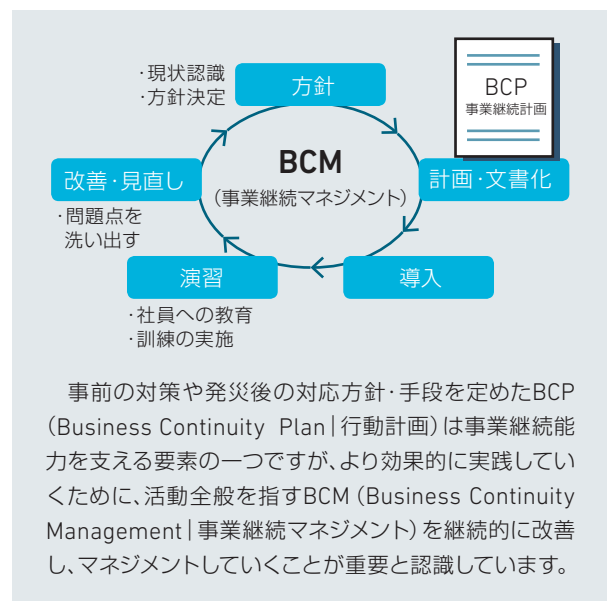 ・現状認識
・方針決定
方針
BCP
事業継続計画
BCM
(事業継続マネジメント)
改善・見直し
計画・文書化
・問題点を
洗い出す
演習
導入
・社員への教育
・訓練の実施
事前の対策や発災後の対応方針・手段を定めたBCP
(Business Continuity Plan|行動計画)は事業継続能
力を支える要素の一つですが、より効果的に実践してい
くために、活動全般を指すBCM(Business Continuity
Management|事業継続マネジメント)を継続的に改善
し、マネジメントしていくことが重要と認識しています。